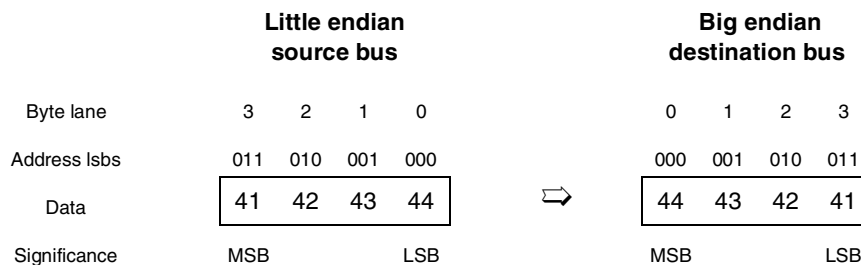 Little endian Big endian
source bus destination bus
Byte lane 3 2 1 0 0 1 2 3
Address lsbs 011 010 001 000 000 001 010 011
Data 41 42 43 44 ⇨ 44 43 42 41
Significance MSB LSB MSB LSB